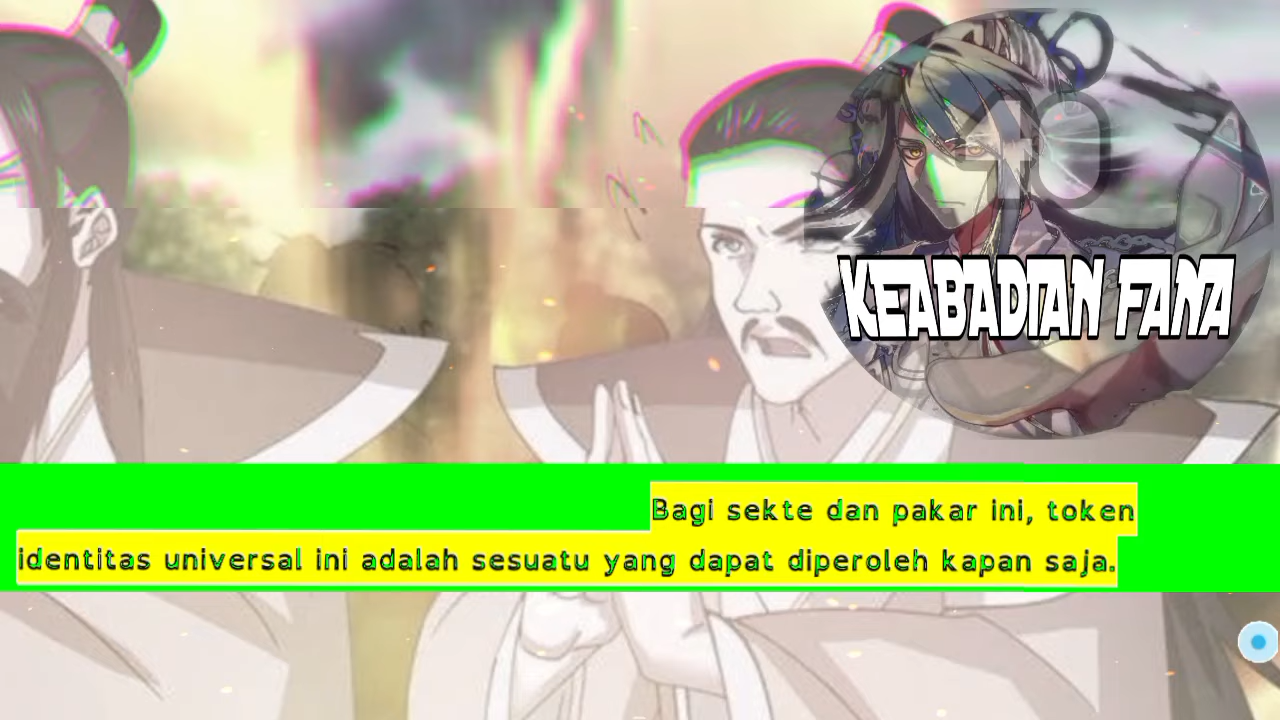 KEABADIAN FANA
Bagi sekte dan pakar ini, token
identitas universal ini adalah sesuatu yang dapat diperoleh kapan saja.